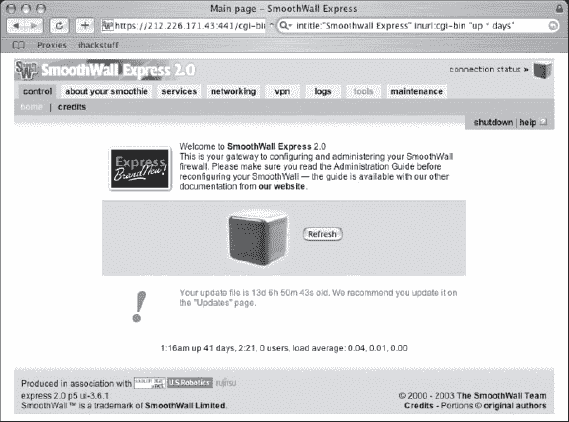 Main page - SmoothWall Express
https://212.226.171.43:441/cgi-bin
intitle:"Smoothwall Express" inurl:cgi-bin "up * days"
Proxies ihackstuff
SmoothWall Express 2.0
connection status »
control about your smoothie services networking vpn logs tools maintenance
home | credits
shutdown | help
Express
Brand New!
Welcome to SmoothWall Express 2.0
This is your gateway to configuring and administering your SmoothWall
firewall. Please make sure you read the Administration Guide before
reconfiguring your SmoothWall — the guide is available with our other
documentation from our website.
Refresh
!
Your update file is 13d 6h 50m 43s old. We recommend you update it on
the "Updates" page.
1:16am up 41 days, 2:21, 0 users, load average: 0.04, 0.01, 0.00
Produced in association with U.S.Robotics fujitsu
express 2.0 p5 ui-3.6.1
SmoothWall™ is a trademark of SmoothWall Limited.
© 2000 - 2003 The SmoothWall Team
Credits - Portions © original authors